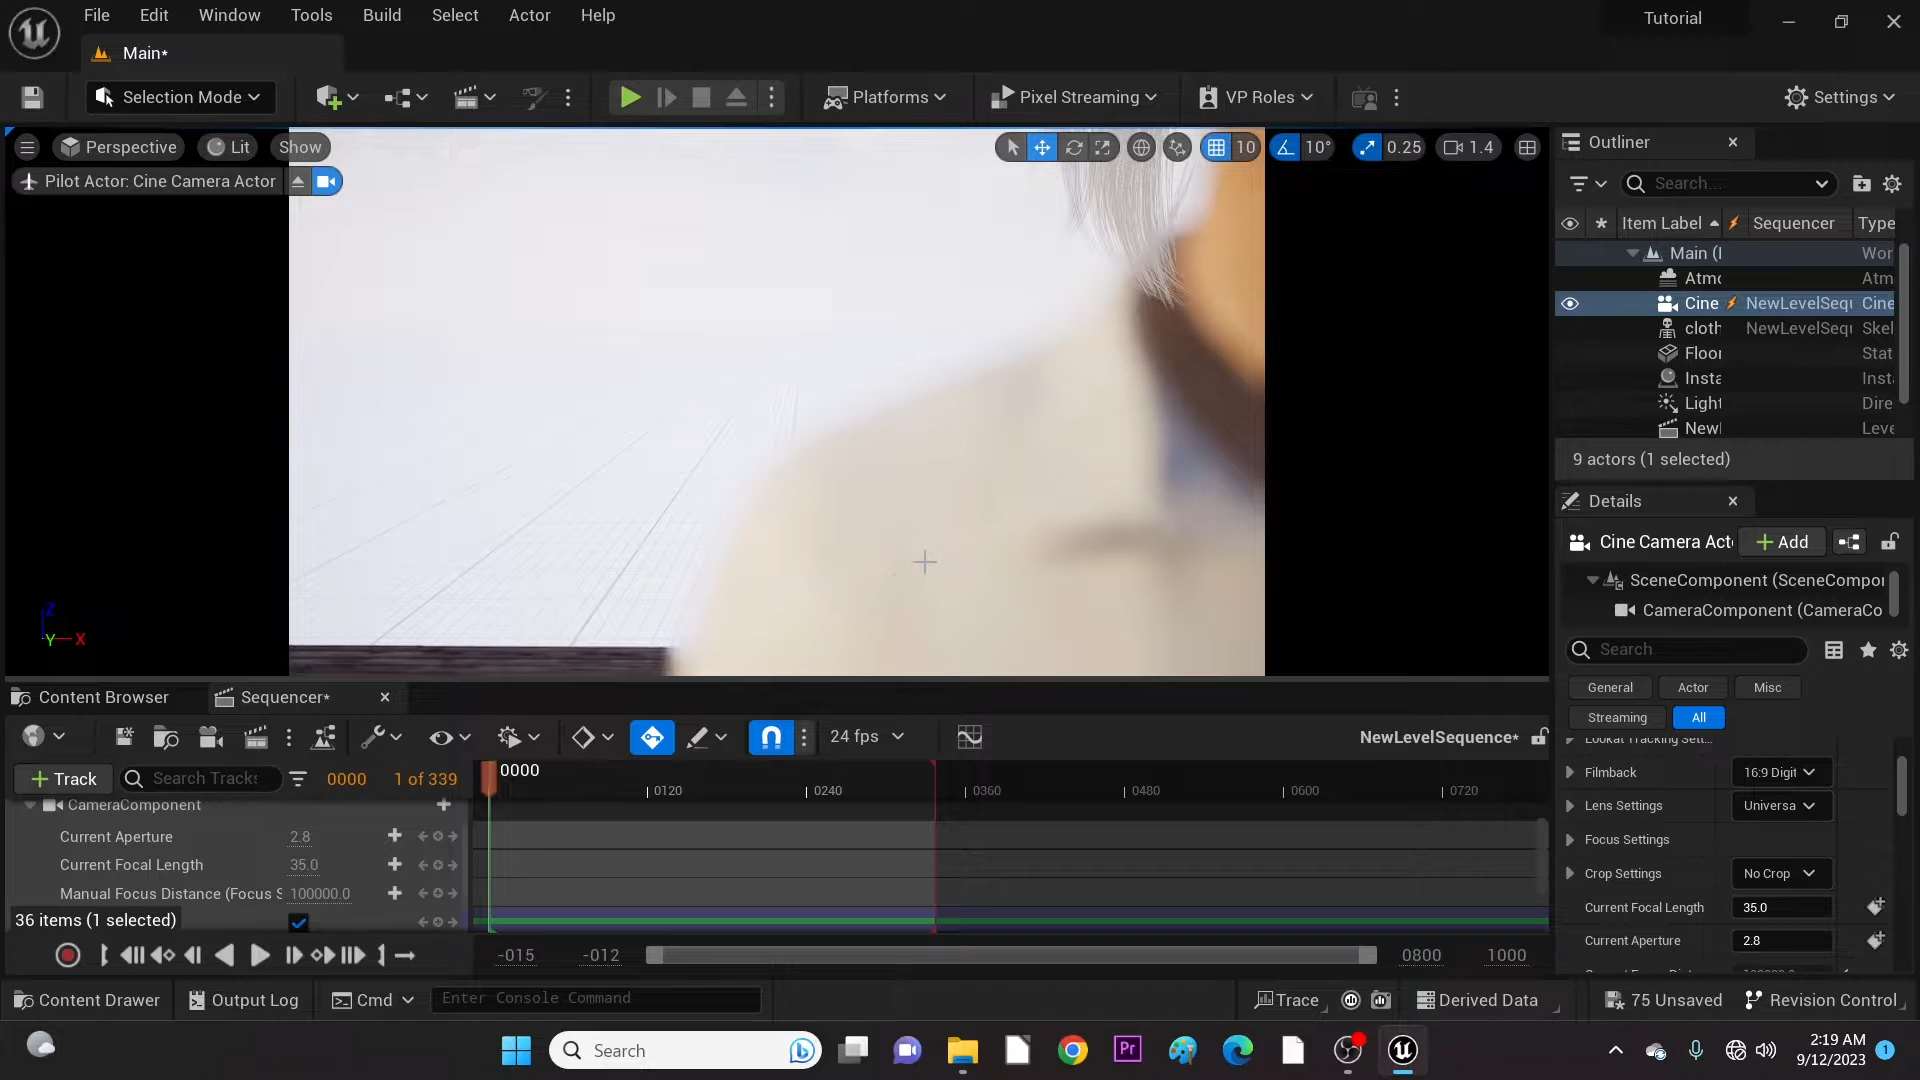 File Edit Window Tools Build Select Actor Help
Tutorial
Main*
Selection Mode
Platforms
Pixel Streaming
VP Roles
Settings
Perspective
Lit
Show
10
10°
0.25
1.4
Pilot Actor: Cine Camera Actor
Z
Y
X
Outliner
Search...
Item Label
Sequencer
Type
Main (
Wor
Atmo
Atm
Cine
NewLevelSequ
Cine
cloth
NewLevelSequ
Skel
Floor
Stat
Insta
Inst
Light
Dire
Newl
Leve
9 actors (1 selected)
Details
Cine Camera Act
Add
SceneComponent (SceneCompor
CameraComponent (CameraCo
Search
General
Actor
Misc
Streaming
All
Lookat Tracking Sett...
Filmback
16:9 Digit
Lens Settings
Universa
Focus Settings
Crop Settings
No Crop
Current Focal Length
35.0
Current Aperture
2.8
Content Browser
Sequencer*
24 fps
NewLevelSequence*
Track
Search Tracks
0000
1 of 339
0000
0120
0240
0360
0480
0600
0720
CameraComponent
Current Aperture
2.8
Current Focal Length
35.0
Manual Focus Distance (Focus S
100000.0
36 items (1 selected)
-015
-012
0800
1000
Content Drawer
Output Log
Cmd
Enter Console Command
Trace
Derived Data
75 Unsaved
Revision Control
Search
Pr
2:19 AM
9/12/2023
1